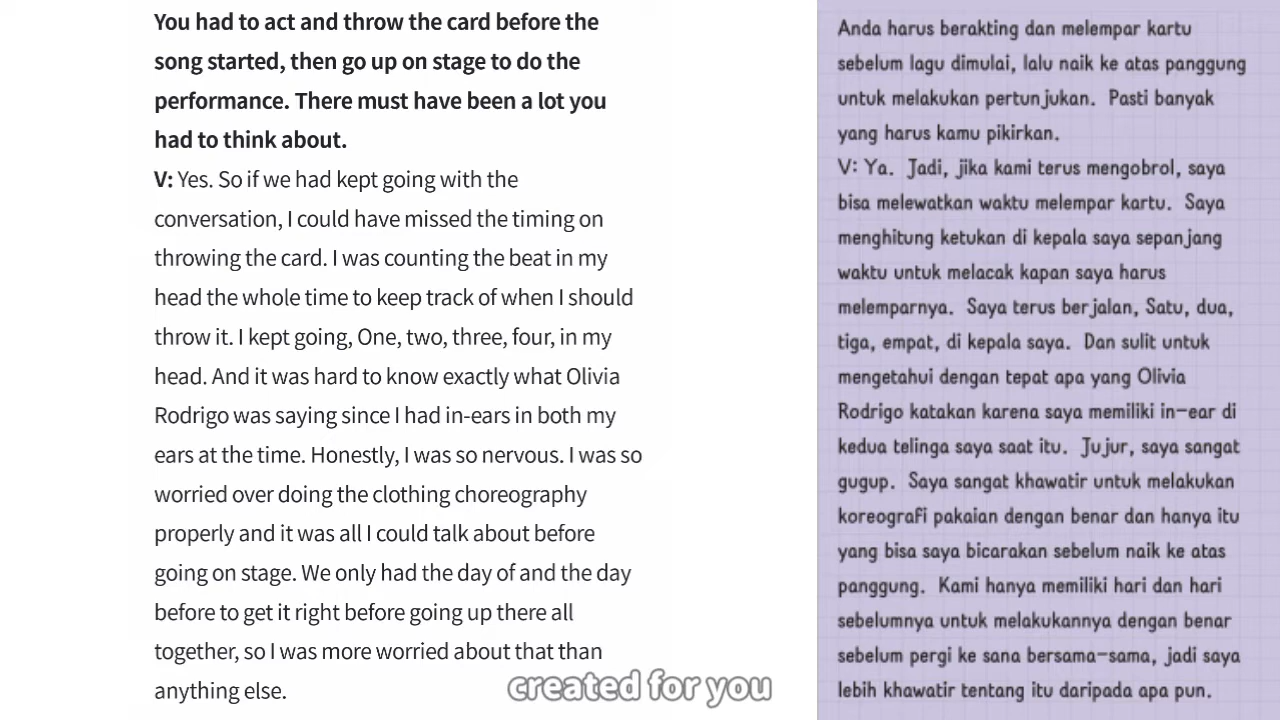 You had to act and throw the card before the
song started, then go up on stage to do the
performance. There must have been a lot you
had to think about.
V: Yes. So if we had kept going with the
conversation, I could have missed the timing on
throwing the card. I was counting the beat in my
head the whole time to keep track of when I should
throw it. I kept going, One, two, three, four, in my
head. And it was hard to know exactly what Olivia
Rodrigo was saying since I had in-ears in both my
ears at the time. Honestly, I was so nervous. I was so
worried over doing the clothing choreography
properly and it was all I could talk about before
going on stage. We only had the day of and the day
before to get it right before going up there all
together, so I was more worried about that than
anything else.
Anda harus berakting dan melempar kartu
sebelum lagu dimulai, lalu naik ke atas panggung
untuk melakukan pertunjukan. Pasti banyak
yang harus kamu pikirkan.
V: Ya. Jadi, jika kami terus mengobrol, saya
bisa melewatkan waktu melempar kartu. Saya
menghitung ketukan di kepala saya sepanjang
waktu untuk melacak kapan saya harus
melemparnya. Saya terus berjalan, Satu, dua,
tiga, empat, di kepala saya. Dan sulit untuk
mengetahui dengan tepat apa yang Olivia
Rodrigo katakan karena saya memiliki in-ear di
kedua telinga saya saat itu. Jujur, saya sangat
gugup. Saya sangat khawatir untuk melakukan
koreografi pakaian dengan benar dan hanya itu
yang bisa saya bicarakan sebelum naik ke atas
panggung. Kami hanya memiliki hari dan hari
sebelumnya untuk melakukannya dengan benar
sebelum pergi ke sana bersama-sama, jadi saya
lebih khawatir tentang itu daripada apa pun.
created for you